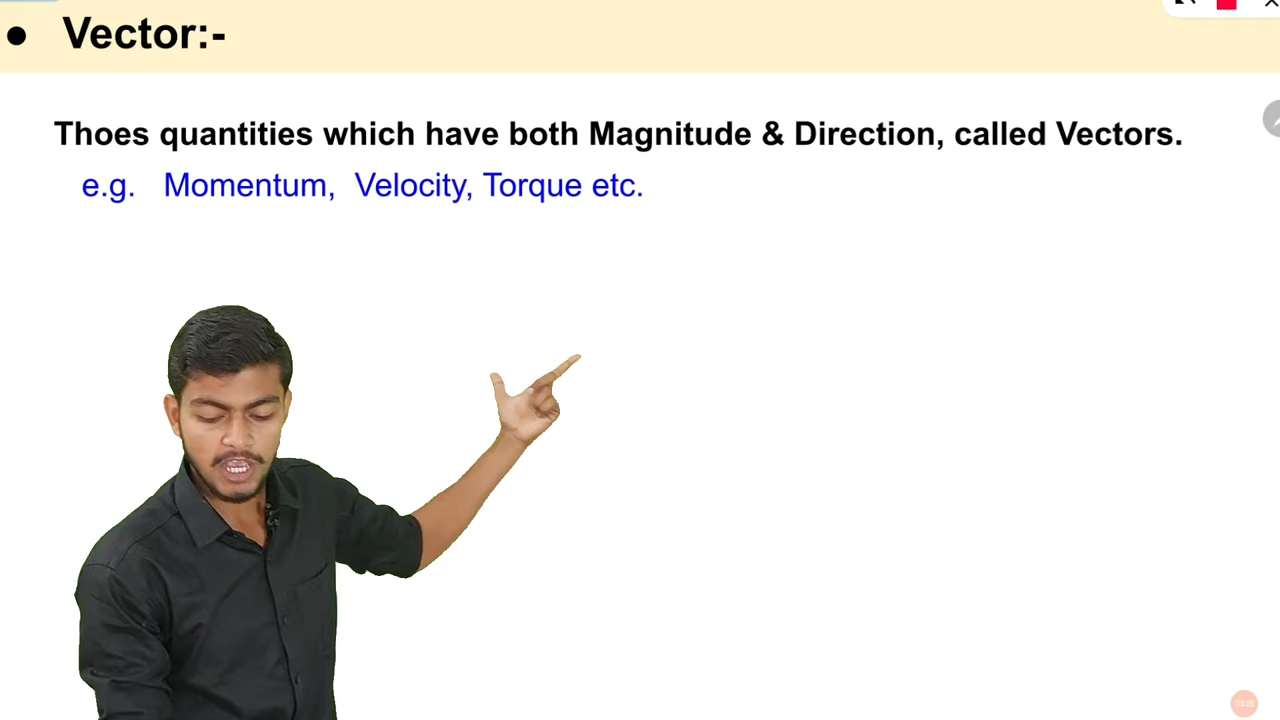 ● Vector:-
Thoes quantities which have both Magnitude & Direction, called Vectors.
e.g. Momentum, Velocity, Torque etc.